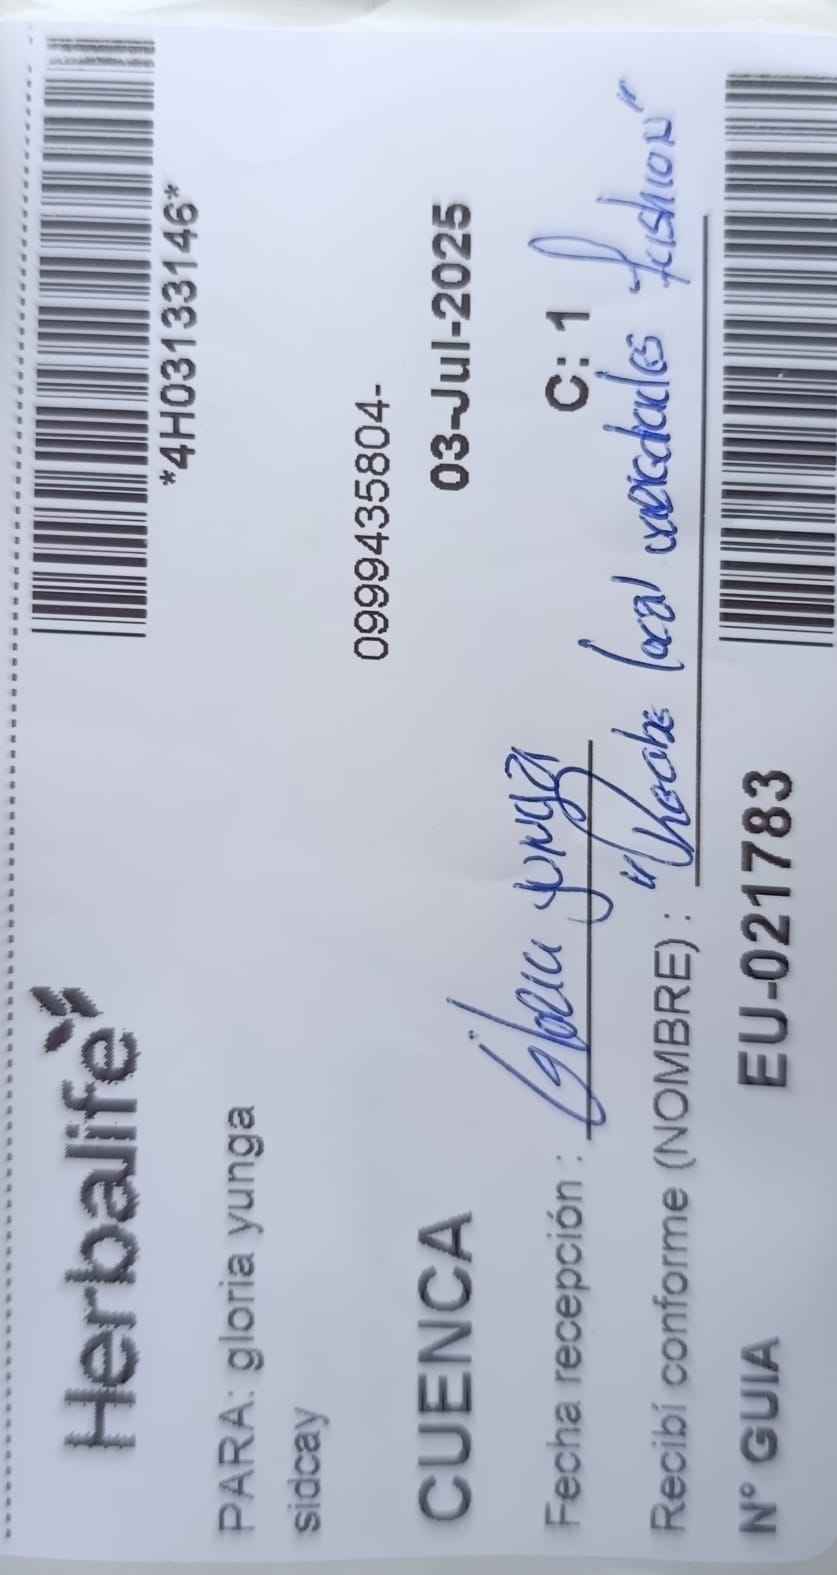 Herbalife
*4H03133146*
PARA: gloria yunga
sidcay
0999435804-
CUENCA
03-Jul-2025
Fecha recepción : Gloria yunga
C: 1
Recibí conforme (NOMBRE) : " local variedades fashion"
N° GUIA EU-021783